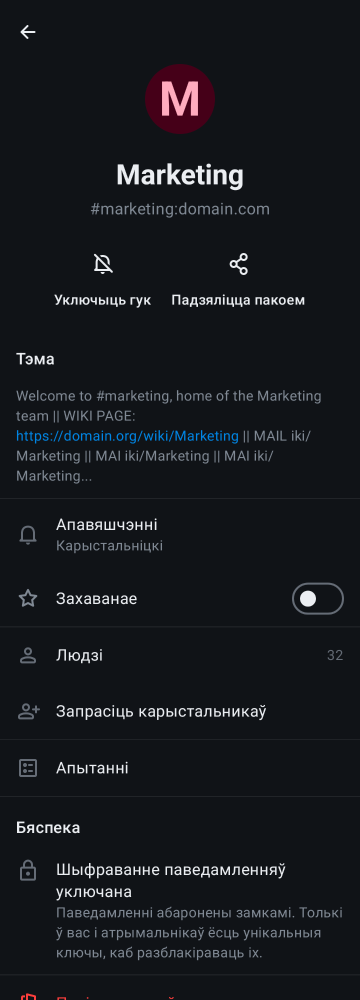 M
Marketing
#marketing:domain.com
Уключыць гук
Падзяліцца пакоем
Тэма
Welcome to #marketing, home of the Marketing
team || WIKI PAGE:
https://domain.org/wiki/Marketing || MAIL iki/
Marketing || MAI iki/Marketing || MAI iki/
Marketing...
Апавяшчэнні
Карыстальніцкі
Захаванае
Людзі
32
Запрасіць карыстальнікаў
Апытанні
Бяспека
Шыфраванне паведамленняў
уключана
Паведамленні абаронены замкамі. Толькі
ў вас і атрымальнікаў ёсць унікальныя
ключы, каб разблакіраваць іх.